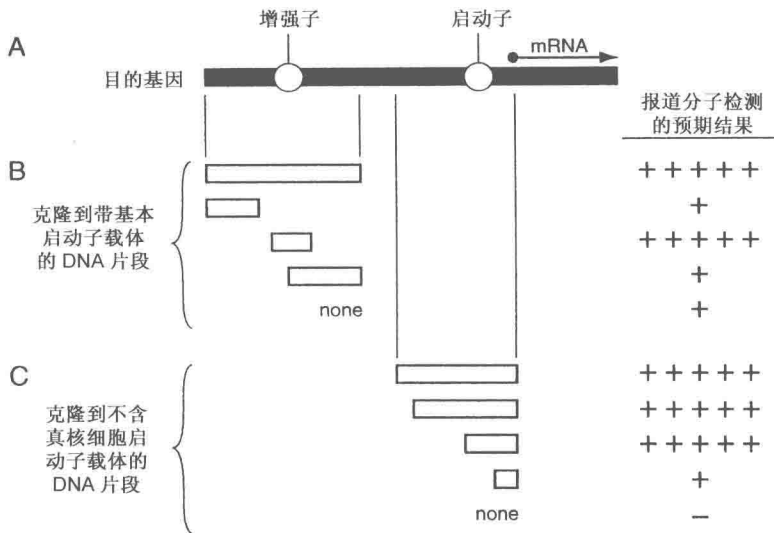 增强子
启动子
A
mRNA
目的基因
报道分子检测
的预期结果
B
克隆到带基本
启动子载体
的 DNA 片段
+ + + + +
+
+ + + + +
+
none
+
C
克隆到不含
真核细胞启
动子载体的
DNA 片段
+ + + + +
+ + + + +
+ + + + +
+
none
−